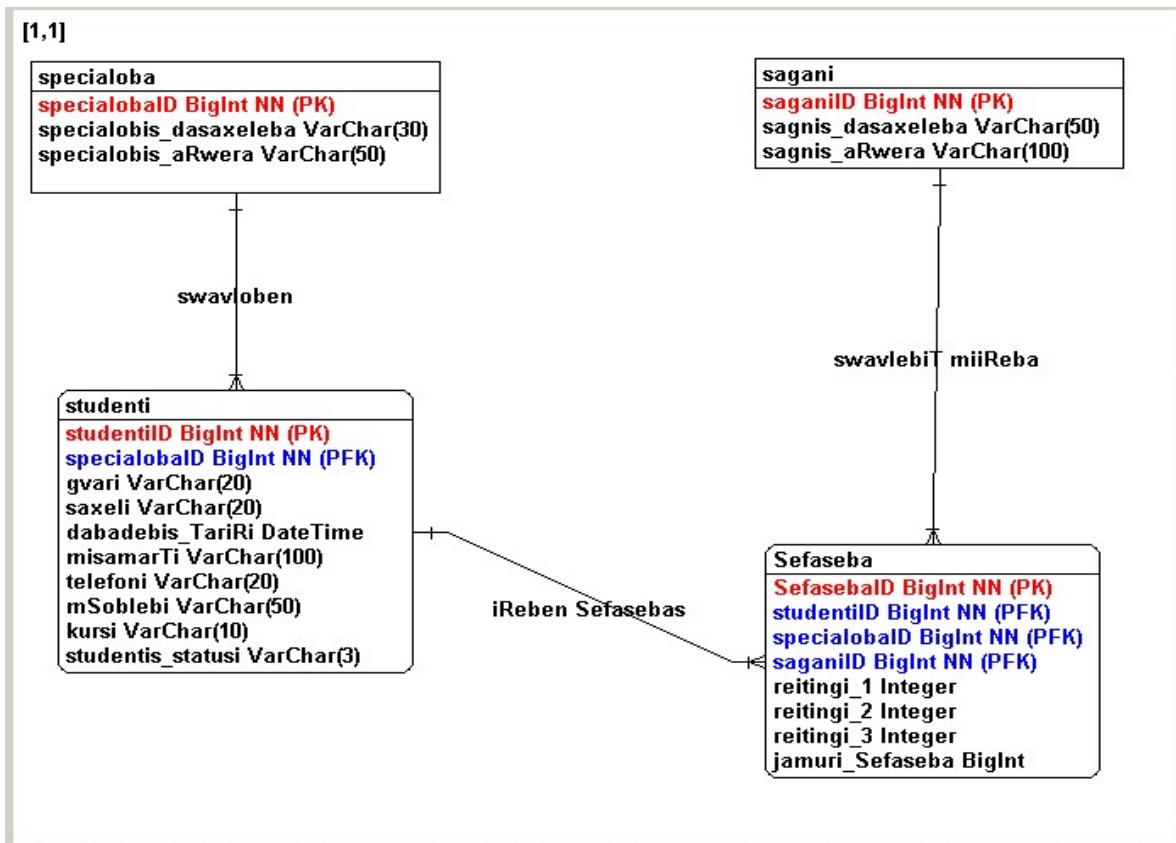 [1,1]
specialoba
specialobaID BigInt NN (PK)
specialobis_dasaxeleba VarChar(30)
specialobis_aRwera VarChar(50)
sagani
saganiID BigInt NN (PK)
sagnis_dasaxeleba VarChar(50)
sagnis_aRwera VarChar(100)
swavloben
swavlebiT miiReba
studenti
studentiID BigInt NN (PK)
specialobaID BigInt NN (PFK)
gvari VarChar(20)
saxeli VarChar(20)
dabadebis_TariRi DateTime
misamarTi VarChar(100)
telefoni VarChar(20)
mSoblebi VarChar(50)
kursi VarChar(10)
studentis_statusi VarChar(3)
iReben Sefasebas
Sefaseba
SefasebaID BigInt NN (PK)
studentiID BigInt NN (PFK)
specialobaID BigInt NN (PFK)
saganiID BigInt NN (PFK)
reitingi_1 Integer
reitingi_2 Integer
reitingi_3 Integer
jamuri_Sefaseba BigInt